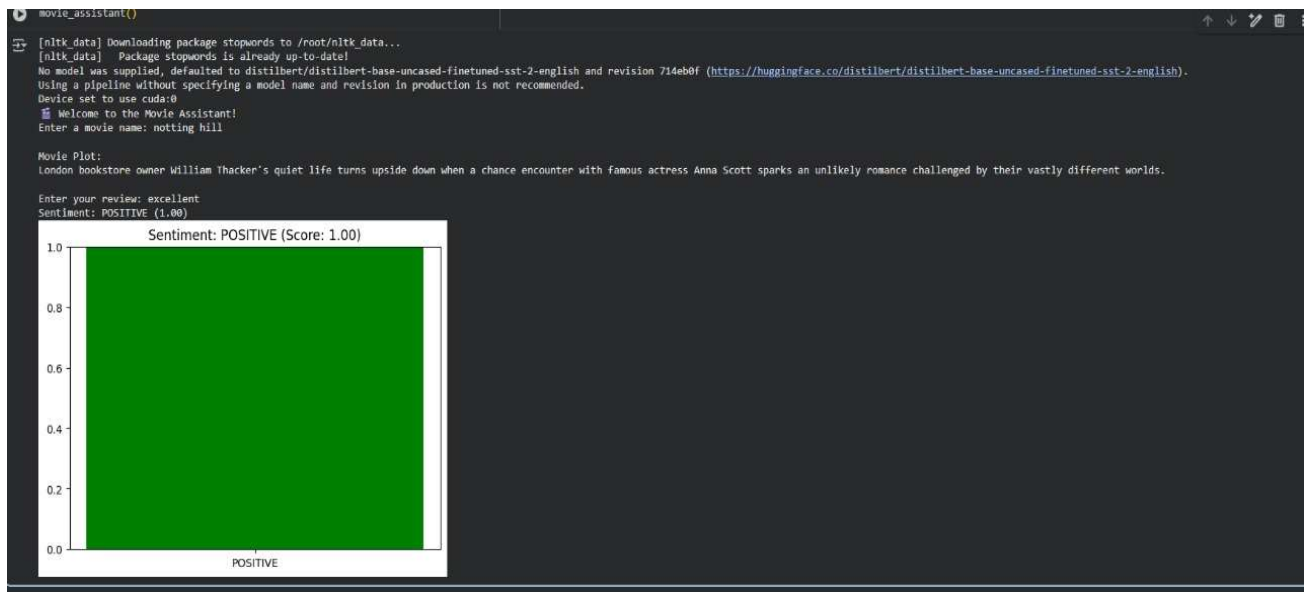 movie_assistant()
[nltk_data] Downloading package stopwords to /root/nltk_data...
[nltk_data]   Package stopwords is already up-to-date!
No model was supplied, defaulted to distilbert/distilbert-base-uncased-finetuned-sst-2-english and revision 714eb0f (https://huggingface.co/distilbert/distilbert-base-uncased-finetuned-sst-2-english).
Using a pipeline without specifying a model name and revision in production is not recommended.
Device set to use cuda:0
Welcome to the Movie Assistant!
Enter a movie name: notting hill
Movie Plot:
London bookstore owner William Thacker's quiet life turns upside down when a chance encounter with famous actress Anna Scott sparks an unlikely romance challenged by their vastly different worlds.
Enter your review: excellent
Sentiment: POSITIVE (1.00)
Sentiment: POSITIVE (Score: 1.00)
1.0
0.8
0.6
0.4
0.2
0.0
POSITIVE